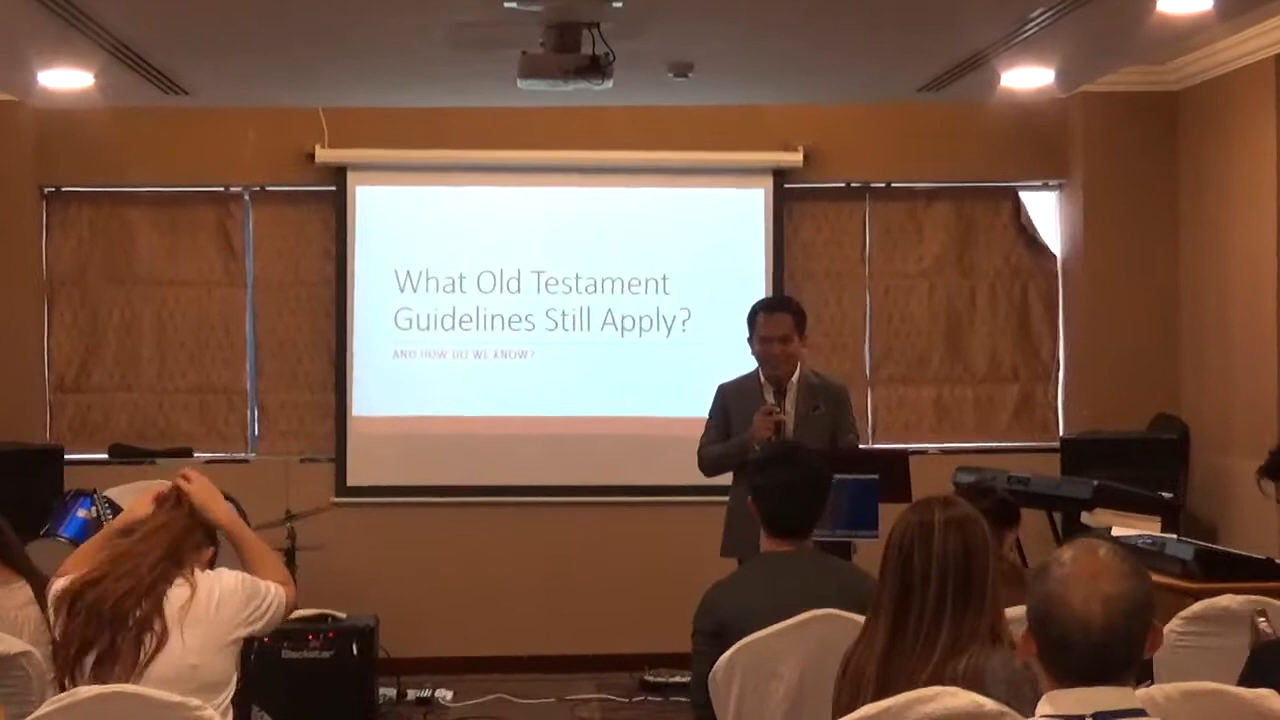 What Old Testament
Guidelines Still Apply?
AND HOW DO WE KNOW?
Blackstar